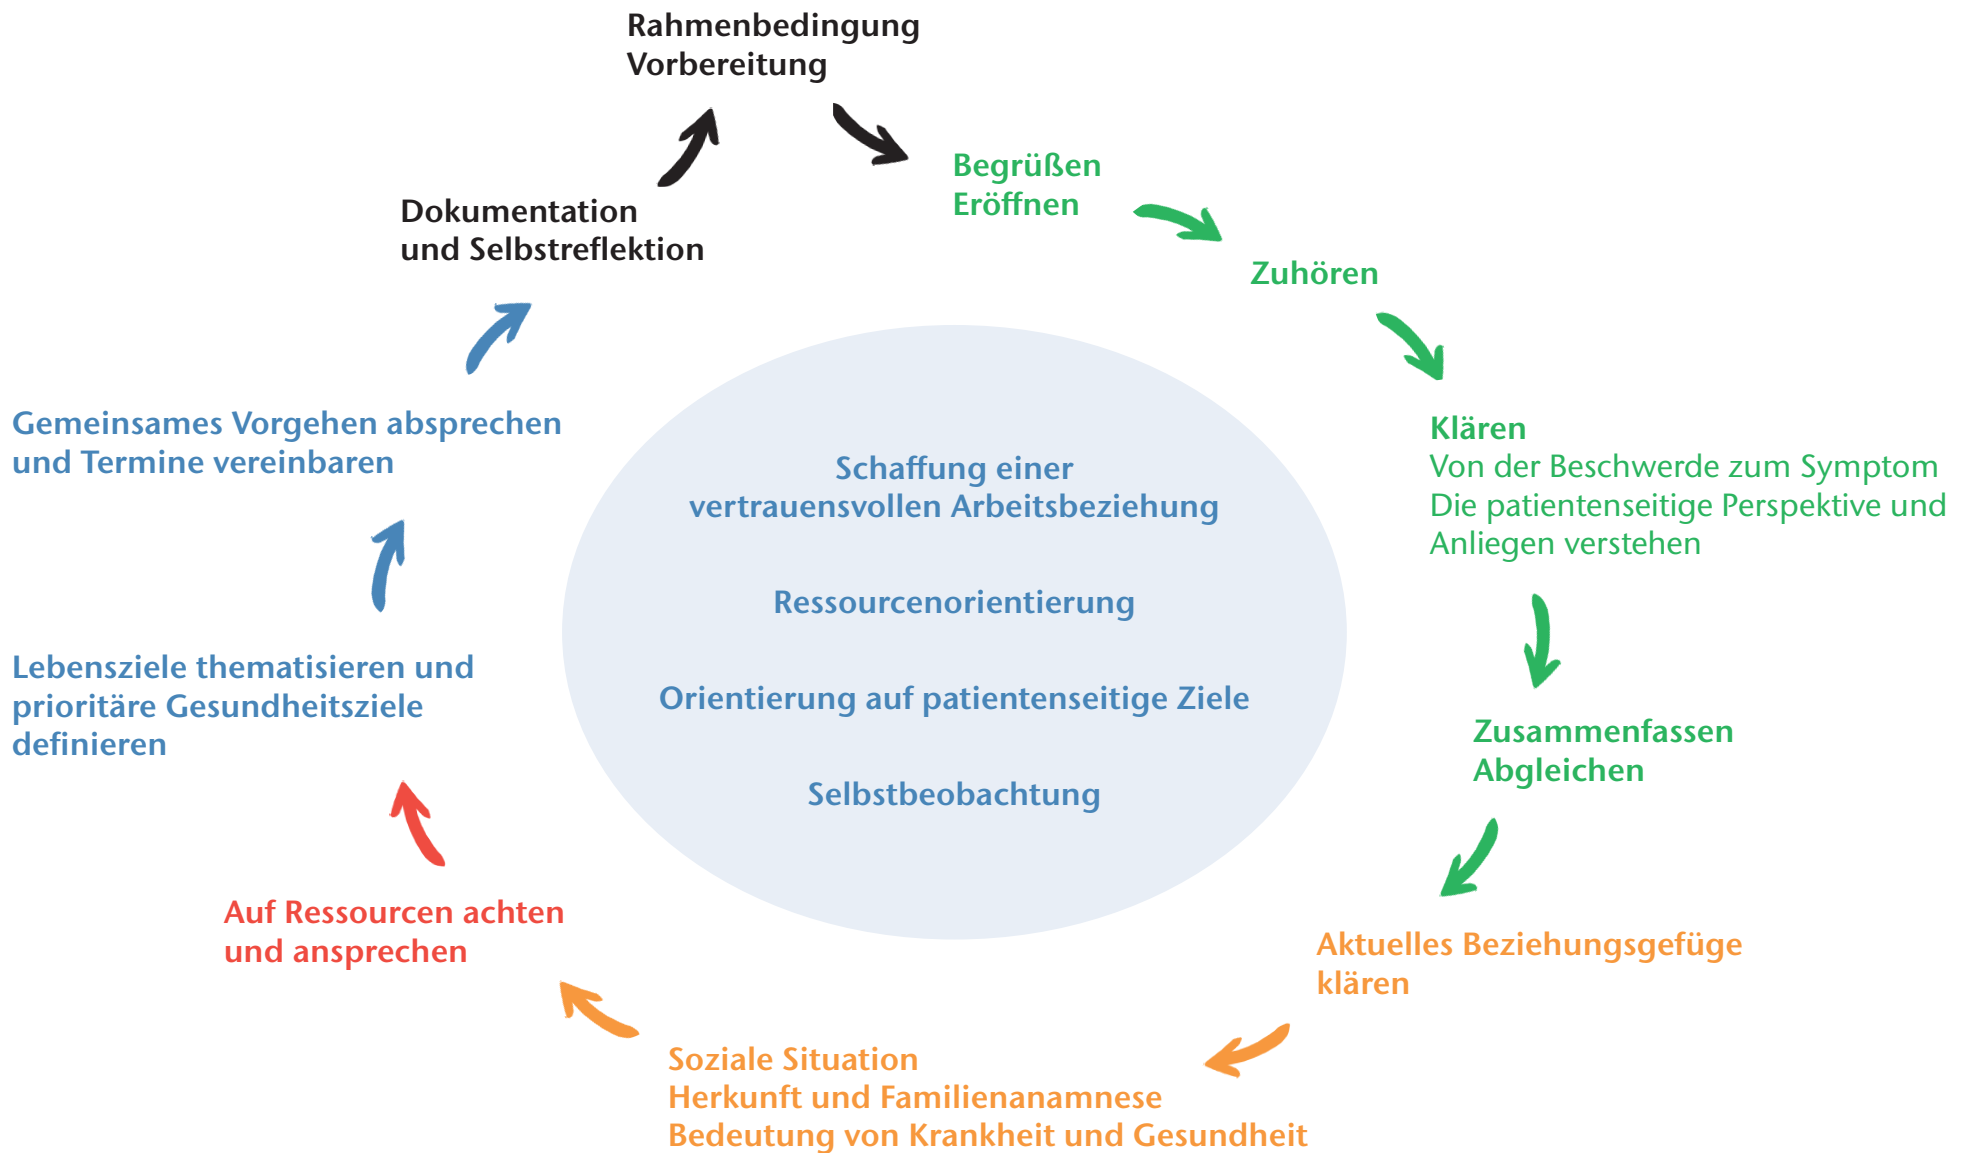 Rahmenbedingung
Vorbereitung
Begrüßen
Eröffnen
Zuhören
Klären
Von der Beschwerde zum Symptom
Die patientenseitige Perspektive und
Anliegen verstehen
Zusammenfassen
Abgleichen
Aktuelles Beziehungsgefüge
klären
Soziale Situation
Herkunft und Familienanamnese
Bedeutung von Krankheit und Gesundheit
Auf Ressourcen achten
und ansprechen
Lebensziele thematisieren und
prioritäre Gesundheitsziele
definieren
Gemeinsames Vorgehen absprechen
und Termine vereinbaren
Dokumentation
und Selbstreflektion
Schaffung einer
vertrauensvollen Arbeitsbeziehung
Ressourcenorientierung
Orientierung auf patientenseitige Ziele
Selbstbeobachtung